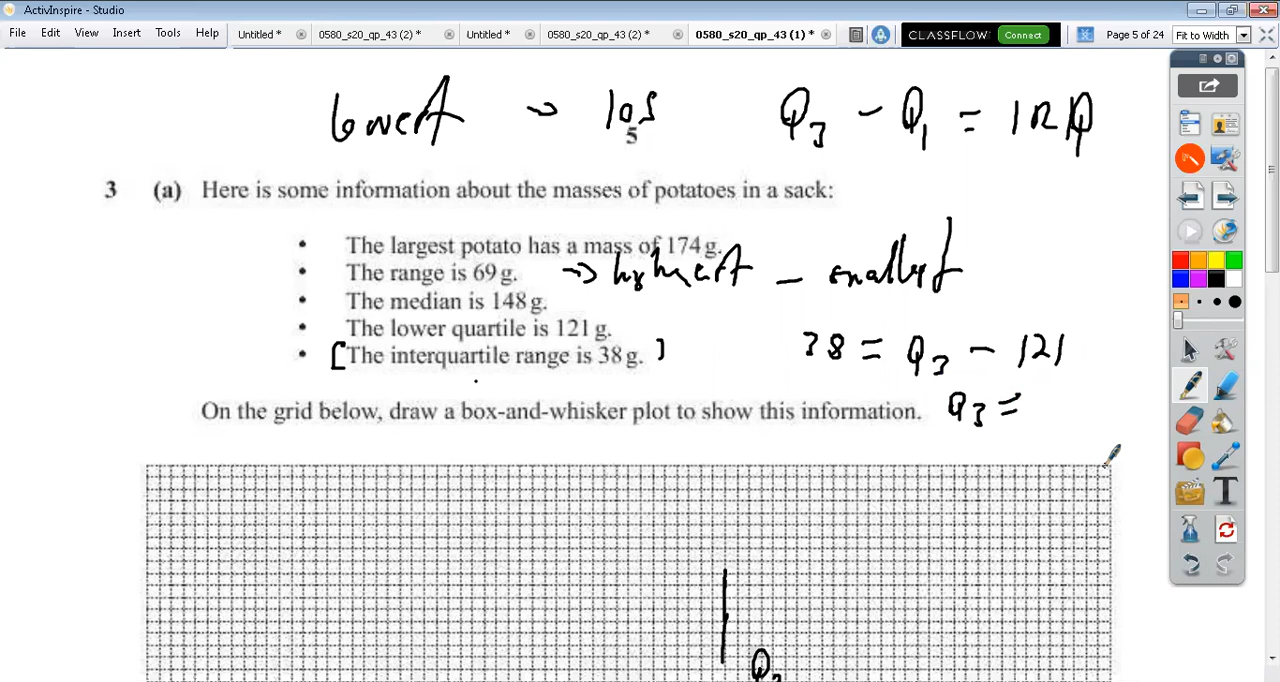 ActivInspire - Studio
File Edit View Insert Tools Help Untitled * 0580_s20_qp_43 (2) * Untitled * 0580_s20_qp_43 (2) * 0580_s20_qp_43 (1) * CLASSFLOW Connect Page 5 of 24 Fit to Width
lowest → 105 Q3 - Q1 = IRQ
5
3 (a) Here is some information about the masses of potatoes in a sack:
• The largest potato has a mass of 174 g.
• The range is 69 g. → highest - smallest
• The median is 148 g.
• The lower quartile is 121 g.
• [The interquartile range is 38 g. ] 38 = Q3 - 121
On the grid below, draw a box-and-whisker plot to show this information. Q3 =
Q2
T